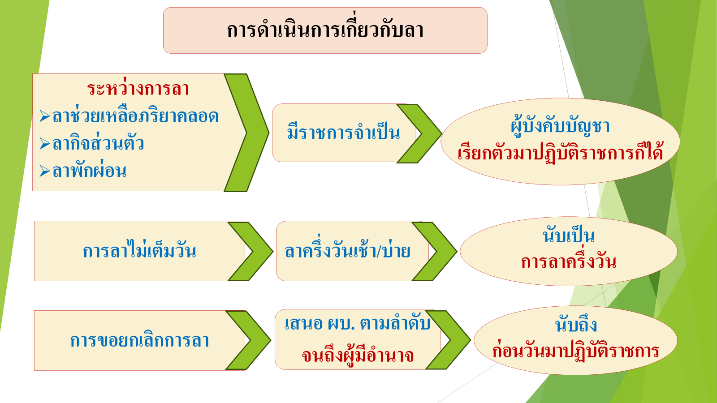 การดำเนินการเกี่ยวกับลา
ระหว่างการลา
➢ลาช่วยเหลือภริยาคลอด
➢ลากิจส่วนตัว
➢ลาพักผ่อน
มีราชการจำเป็น
ผู้บังคับบัญชา
เรียกตัวมาปฏิบัติราชการก็ได้
การลาไม่เต็มวัน
ลาครึ่งวันเช้า/บ่าย
นับเป็น
การลาครึ่งวัน
การขอยกเลิกการลา
เสนอ ผบ. ตามลำดับ
จนถึงผู้มีอำนาจ
นับถึง
ก่อนวันมาปฏิบัติราชการ